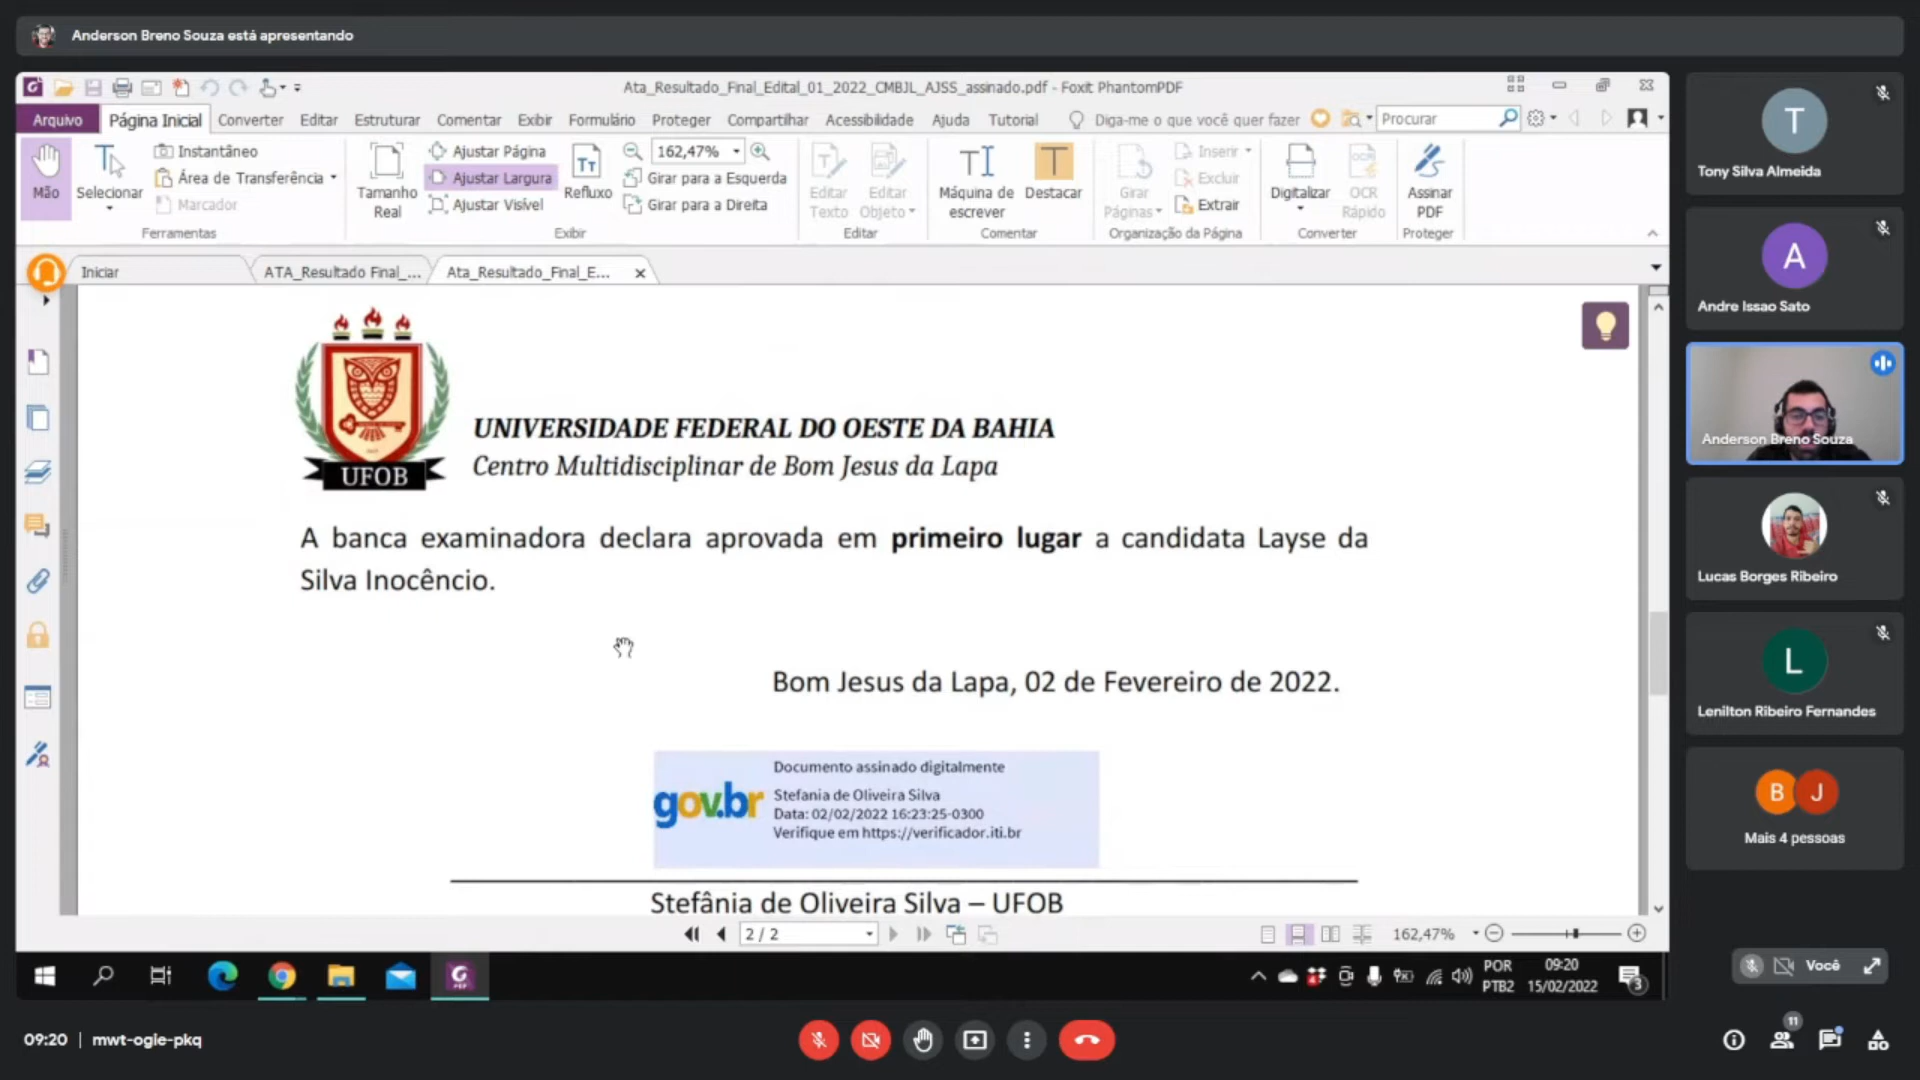 Anderson Breno Souza está apresentando
Ata_Resultado_Final_Edital_01_2022_CMBJL_AJSS_assinado.pdf - Foxit PhantomPDF
Arquivo Página Inicial Converter Editar Estruturar Comentar Exibir Formulário Proteger Compartilhar Acessibilidade Ajuda Tutorial Diga-me o que você quer fazer Procurar
Mão
Selecionar
Instantâneo
Área de Transferência
Marcador
Ferramentas
Tamanho
Real
Ajustar Página
Ajustar Largura
Ajustar Visível
Refluxo
162,47%
Girar para a Esquerda
Girar para a Direita
Exibir
Editar
Texto
Editar
Objeto
Editar
Máquina de
escrever
Destacar
Comentar
Girar
Páginas
Inserir
Excluir
Extrair
Organização da Página
Digitalizar
OCR
Rápido
Converter
Assinar
PDF
Proteger
Iniciar
ATA_Resultado Final_...
Ata_Resultado_Final_E...
UFOB
UNIVERSIDADE FEDERAL DO OESTE DA BAHIA
Centro Multidisciplinar de Bom Jesus da Lapa
A banca examinadora declara aprovada em primeiro lugar a candidata Layse da
Silva Inocêncio.
Bom Jesus da Lapa, 02 de Fevereiro de 2022.
gov.br
Documento assinado digitalmente
Stefania de Oliveira Silva
Data: 02/02/2022 16:23:25-0300
Verifique em https://verificador.iti.br
Stefânia de Oliveira Silva – UFOB
2 / 2
162,47%
POR
PTB2
09:20
15/02/2022
3
T
Tony Silva Almeida
A
Andre Issao Sato
Anderson Breno Souza
Lucas Borges Ribeiro
L
Lenilton Ribeiro Fernandes
B J
Mais 4 pessoas
Você
09:20 | mwt-ogie-pkq
11